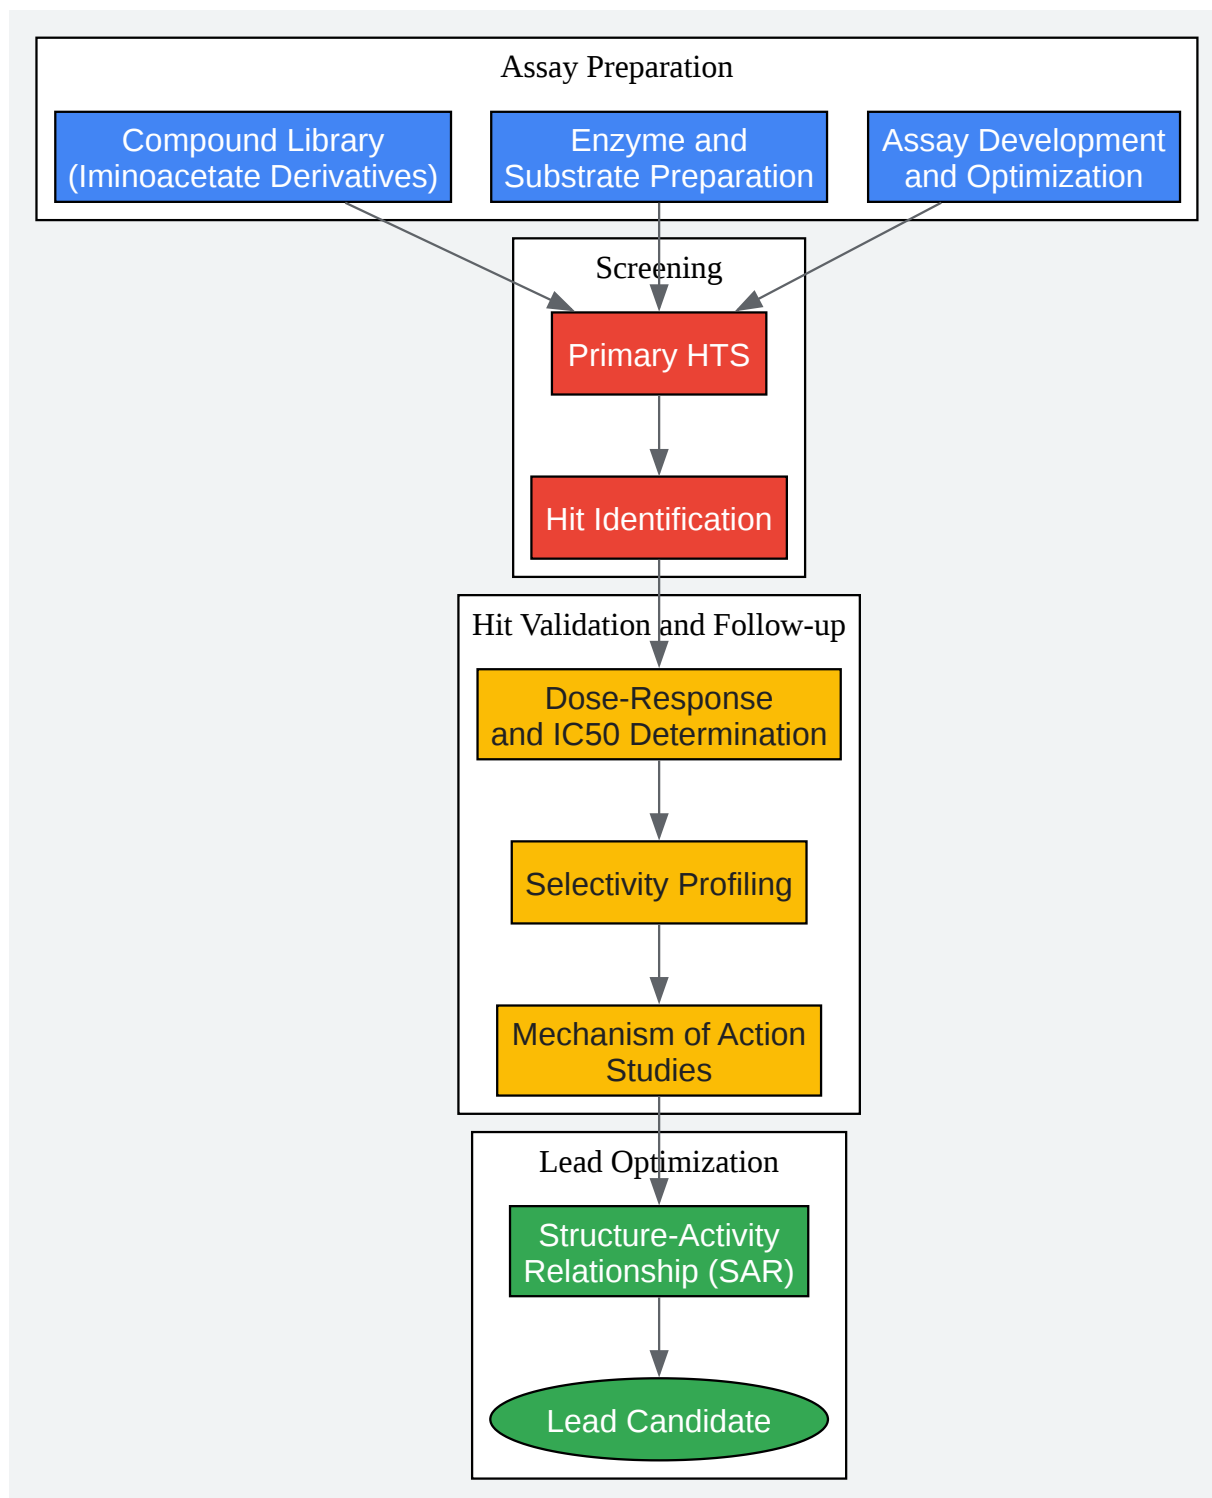 Assay Preparation
Compound Library
(Iminoacetate Derivatives)
Enzyme and
Substrate Preparation
Assay Development
and Optimization
Screening
Primary HTS
Hit Identification
Hit Validation and Follow-up
Dose-Response
and IC50 Determination
Selectivity Profiling
Mechanism of Action
Studies
Lead Optimization
Structure-Activity
Relationship (SAR)
Lead Candidate